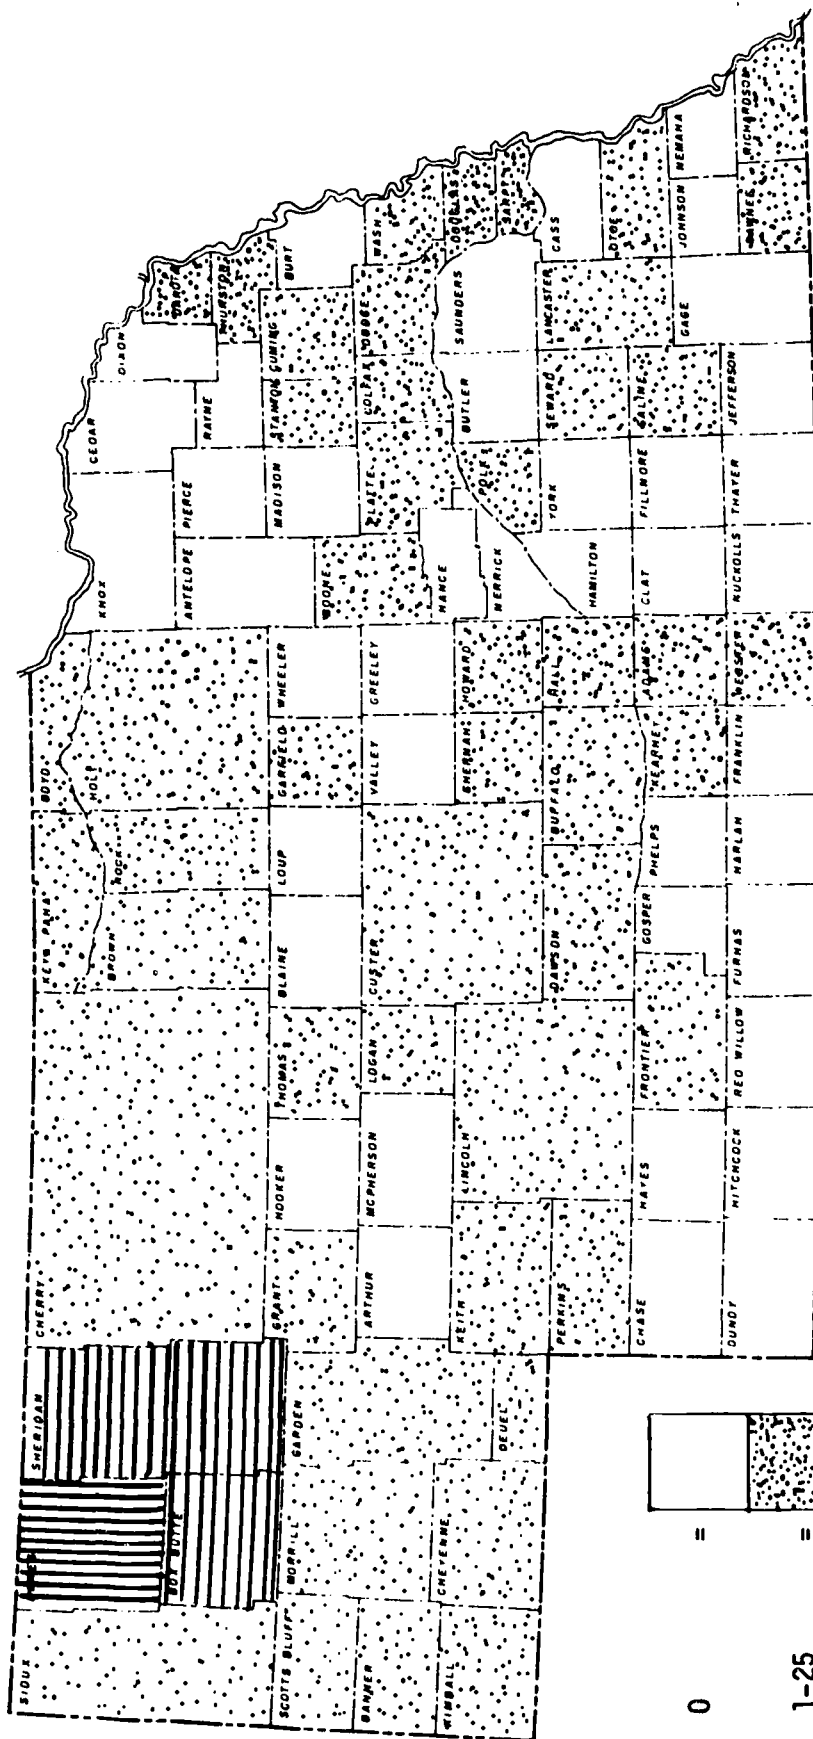 SIOUX
SHERIDAN
CHERRY
KEYA PAHA
BOYD
BOX BUTTE
BROWN
ROCK
HOLT
KNOX
CEDAR
DIXON
DAKOTA
ANTELOPE
PIERCE
WAYNE
THURSTON
SCOTTS BLUFF
MORRILL
GARDEN
GRANT
HOOKER
THOMAS
BLAINE
LOUP
GARFIELD
WHEELER
BOONE
MADISON
STANTON
CUMING
BURT
BANNER
ARTHUR
MCPHERSON
LOGAN
CUSTER
VALLEY
GREELEY
NANCE
PLATTE
COLFAX
DODGE
WASH
KIMBALL
CHEYENNE
DEUEL
KEITH
LINCOLN
SHERMAN
HOWARD
MERRICK
POLK
BUTLER
SAUNDERS
DOUGLAS
SARPY
PERKINS
DAWSON
BUFFALO
HALL
HAMILTON
YORK
SEWARD
LANCASTER
CASS
OTOE
CHASE
HAYES
FRONTIER
GOSPER
PHELPS
KEARNEY
ADAMS
CLAY
FILLMORE
SALINE
GAGE
JOHNSON
NEMAHA
DUNDY
HITCHCOCK
RED WILLOW
FURNAS
HARLAN
FRANKLIN
WEBSTER
NUCKOLLS
THAYER
JEFFERSON
PAWNEE
RICHARDSON
0 =
1-25 =